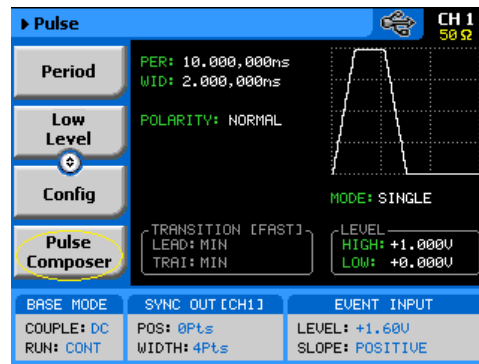 Pulse
CH 1
50 Ω
Period
PER: 10.000,000ms
WID: 2.000,000ms
Low
Level
POLARITY: NORMAL
Config
MODE: SINGLE
Pulse
Composer
TRANSITION [FAST]
LEAD: MIN
TRAI: MIN
LEVEL
HIGH: +1.000V
LOW: +0.000V
BASE MODE
COUPLE: DC
RUN: CONT
SYNC OUT [CH1]
POS: 0Pts
WIDTH: 4Pts
EVENT INPUT
LEVEL: +1.60V
SLOPE: POSITIVE